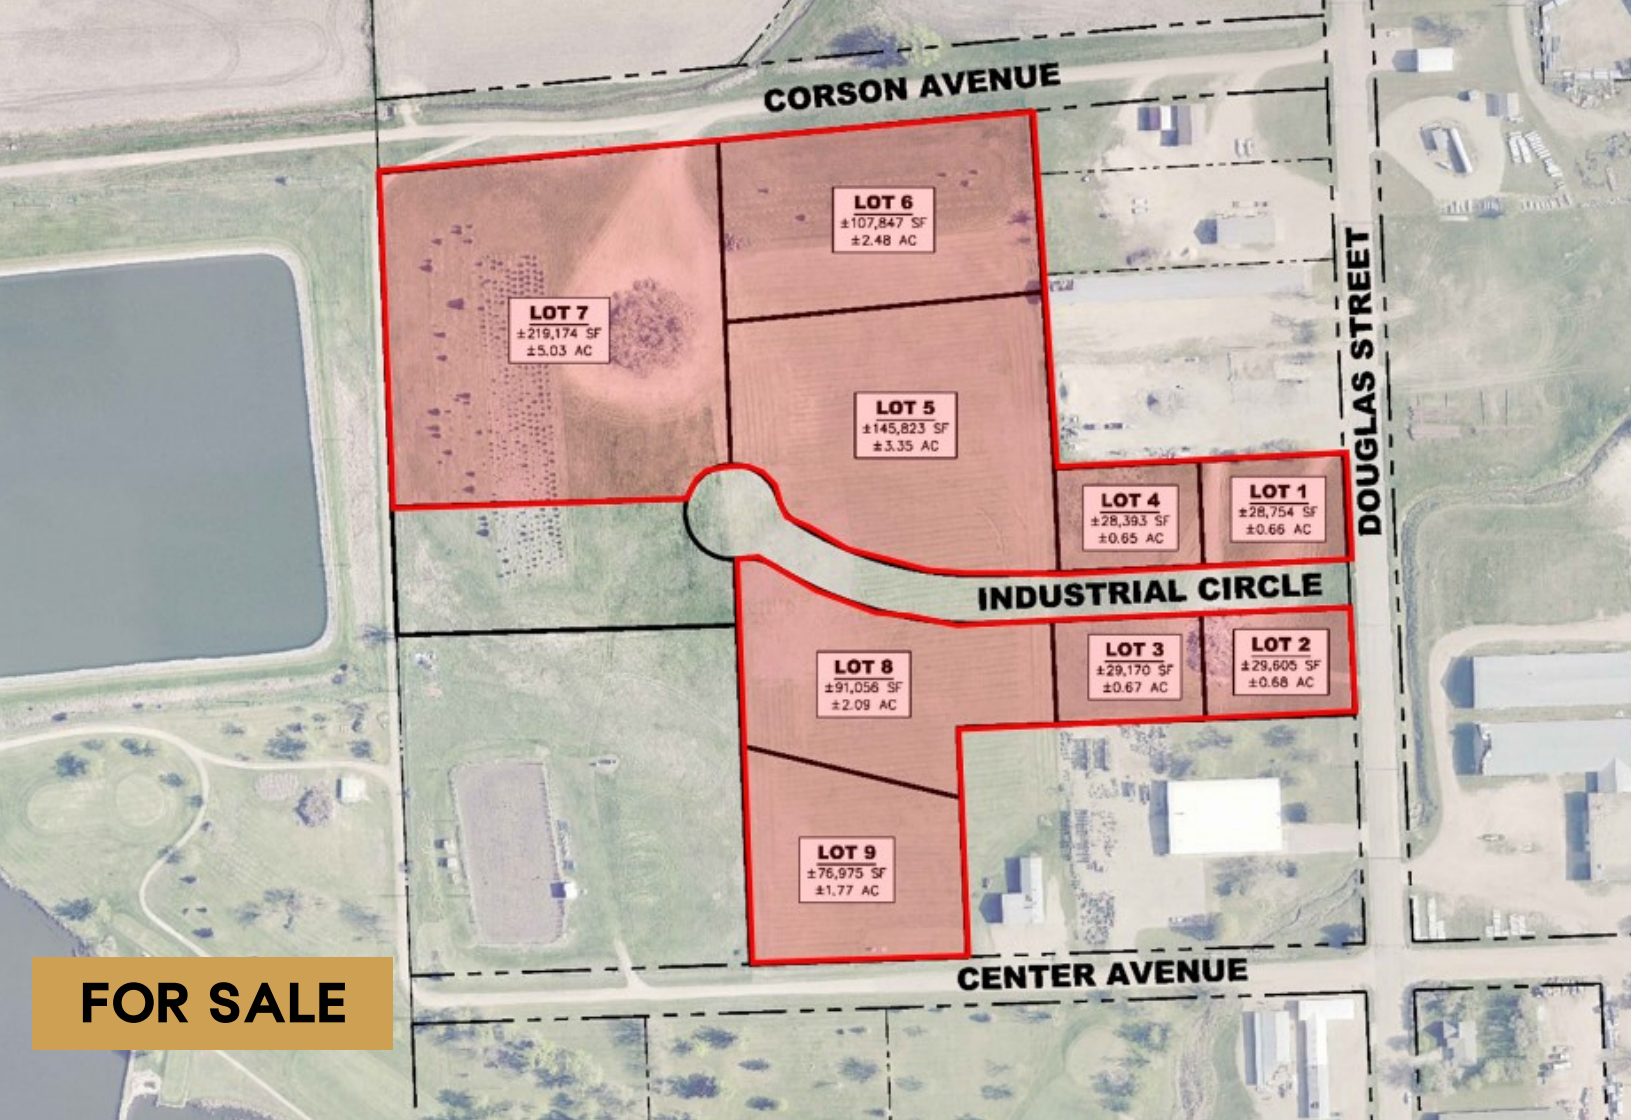 CORSON AVENUE
LOT 6
±107,847 SF
±2.48 AC
LOT 7
±219,174 SF
±5.03 AC
LOT 5
±145,823 SF
±3.35 AC
DOUGLAS STREET
LOT 4
±28,393 SF
±0.65 AC
LOT 1
±28,754 SF
±0.66 AC
INDUSTRIAL CIRCLE
LOT 8
±91,056 SF
±2.09 AC
LOT 3
±29,170 SF
±0.67 AC
LOT 2
±29,605 SF
±0.68 AC
LOT 9
±76,975 SF
±1.77 AC
CENTER AVENUE
FOR SALE